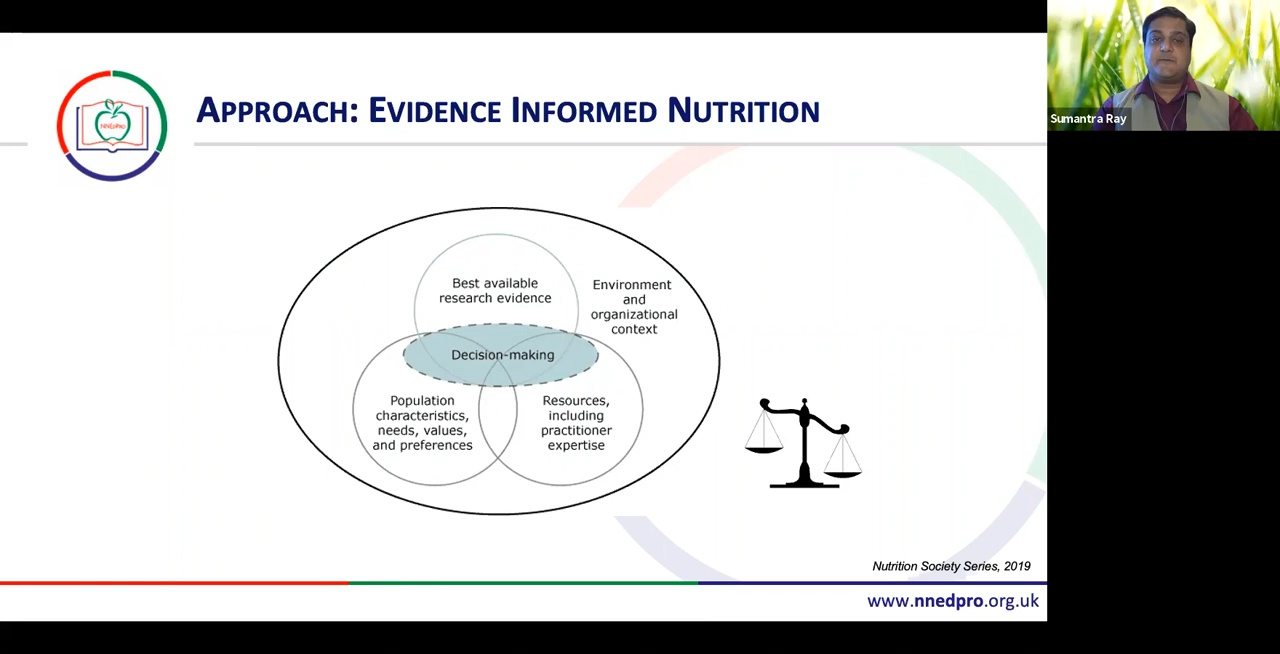 Sumantra Ray
NNEdPro
APPROACH: EVIDENCE INFORMED NUTRITION
Best available
research evidence
Environment
and
organizational
context
Decision-making
Population
characteristics,
needs, values,
and preferences
Resources,
including
practitioner
expertise
Nutrition Society Series, 2019
www.nnedpro.org.uk